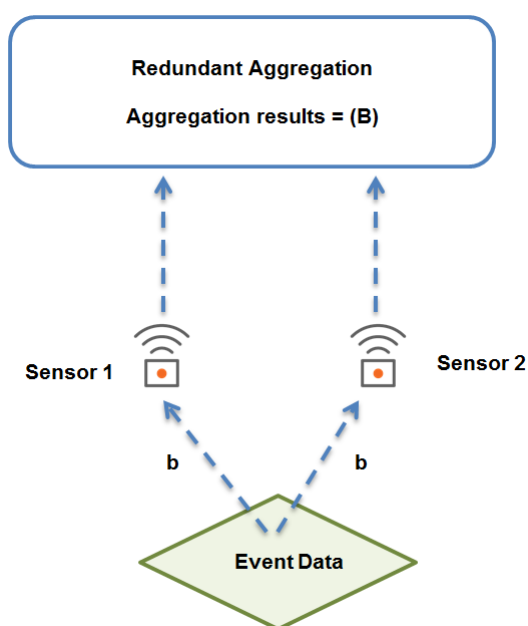 Redundant Aggregation
Aggregation results = (B)
Sensor 1
Sensor 2
b
b
Event Data